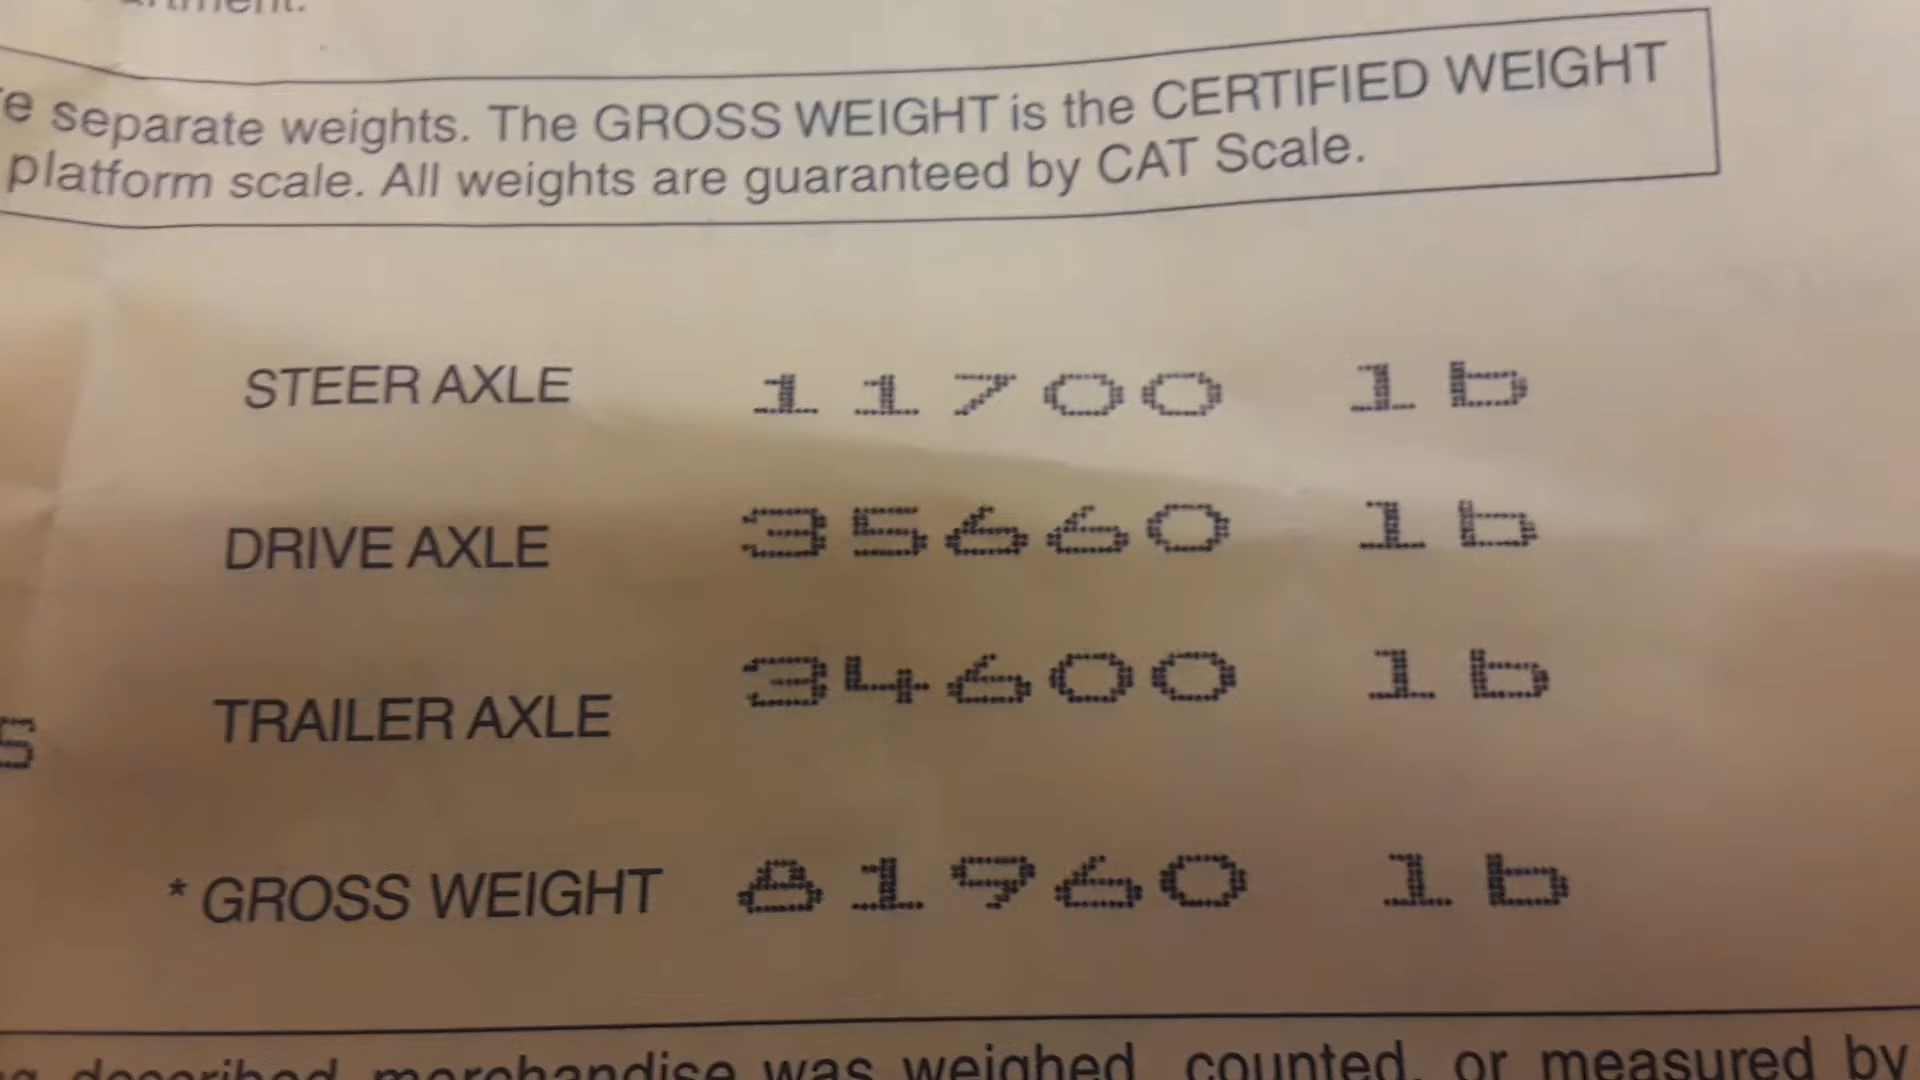 separate weights. The GROSS WEIGHT is the CERTIFIED WEIGHT
platform scale. All weights are guaranteed by CAT Scale.
STEER AXLE 11700 lb
DRIVE AXLE 35660 lb
TRAILER AXLE 34600 lb
5
* GROSS WEIGHT 81960 lb
described merchandise was weighed, counted, or measured by